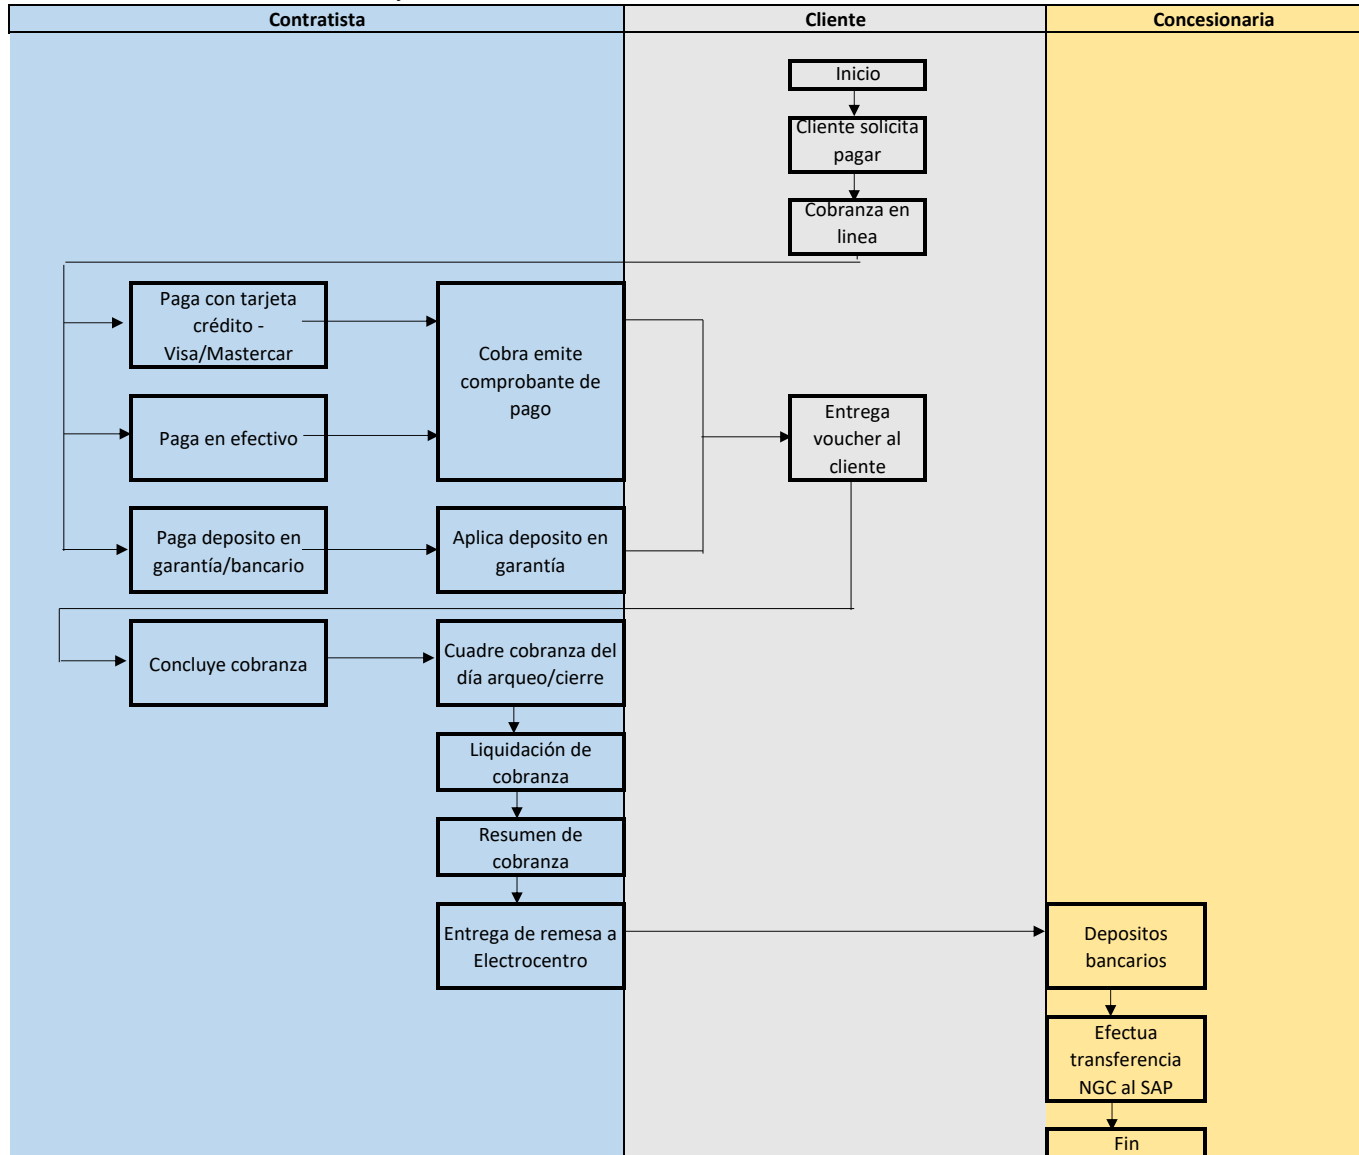 Contratista
Cliente
Concesionaria
Inicio
Cliente solicita
pagar
Cobranza en
linea
Paga con tarjeta
crédito -
Visa/Mastercar
Cobra emite
comprobante de
pago
Paga en efectivo
Entrega
voucher al
cliente
Paga deposito en
garantía/bancario
Aplica deposito en
garantía
Concluye cobranza
Cuadre cobranza del
día arqueo/cierre
Liquidación de
cobranza
Resumen de
cobranza
Entrega de remesa a
Electrocentro
Depositos
bancarios
Efectua
transferencia
NGC al SAP
Fin